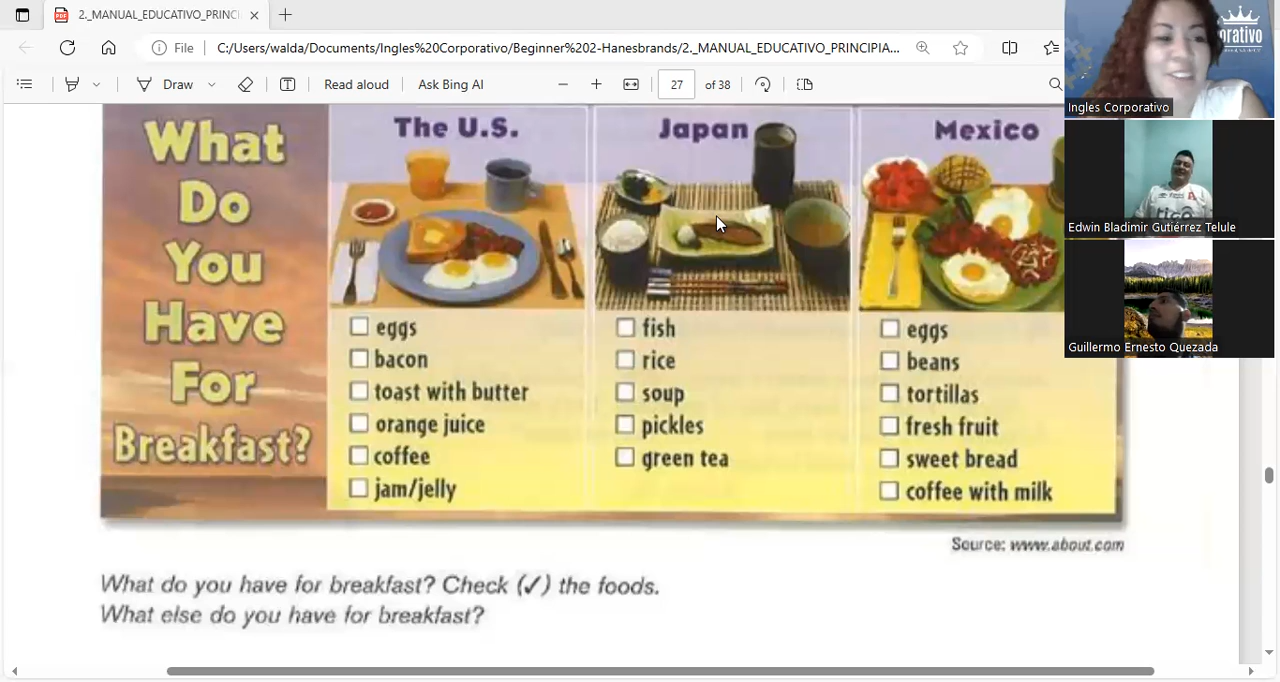 2._MANUAL_EDUCATIVO_PRINCI
File
C:/Users/walda/Documents/Ingles%20Corporativo/Beginner%202-Hanesbrands/2._MANUAL_EDUCATIVO_PRINCIPIA...
Draw
Read aloud
Ask Bing AI
27
of 38
What
Do
You
Have
For
Breakfast?
The U.S.
eggs
bacon
toast with butter
orange juice
coffee
jam/jelly
Japan
fish
rice
soup
pickles
green tea
Mexico
eggs
beans
tortillas
fresh fruit
sweet bread
coffee with milk
Source: www.about.com
What do you have for breakfast? Check (✓) the foods.
What else do you have for breakfast?
Ingles Corporativo
Edwin Bladimir Gutiérrez Telule
Guillermo Ernesto Quezada